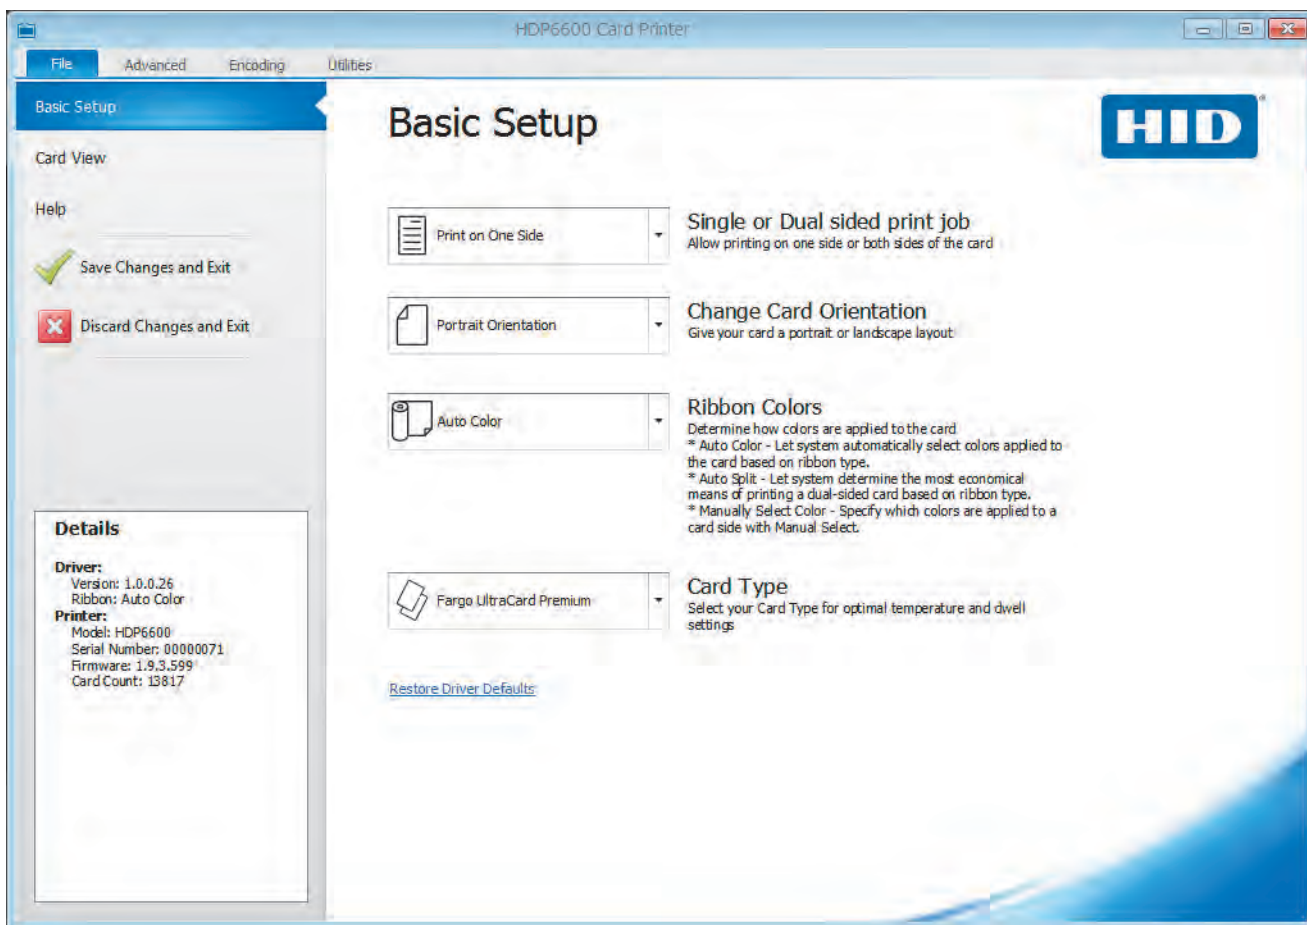 HDP6600 Card Printer
File Advanced Encoding Utilities
Basic Setup
Card View
Help
Save Changes and Exit
Discard Changes and Exit
Details
Driver:
Version: 1.0.0.26
Ribbon: Auto Color
Printer:
Model: HDP6600
Serial Number: 00000071
Firmware: 1.9.3.599
Card Count: 13817
Basic Setup
HID
Print on One Side
Single or Dual sided print job
Allow printing on one side or both sides of the card
Portrait Orientation
Change Card Orientation
Give your card a portrait or landscape layout
Auto Color
Ribbon Colors
Determine how colors are applied to the card
* Auto Color - Let system automatically select colors applied to
the card based on ribbon type.
* Auto Split - Let system determine the most economical
means of printing a dual-sided card based on ribbon type.
* Manually Select Color - Specify which colors are applied to a
card side with Manual Select.
Fargo UltraCard Premium
Card Type
Select your Card Type for optimal temperature and dwell
settings
Restore Driver Defaults